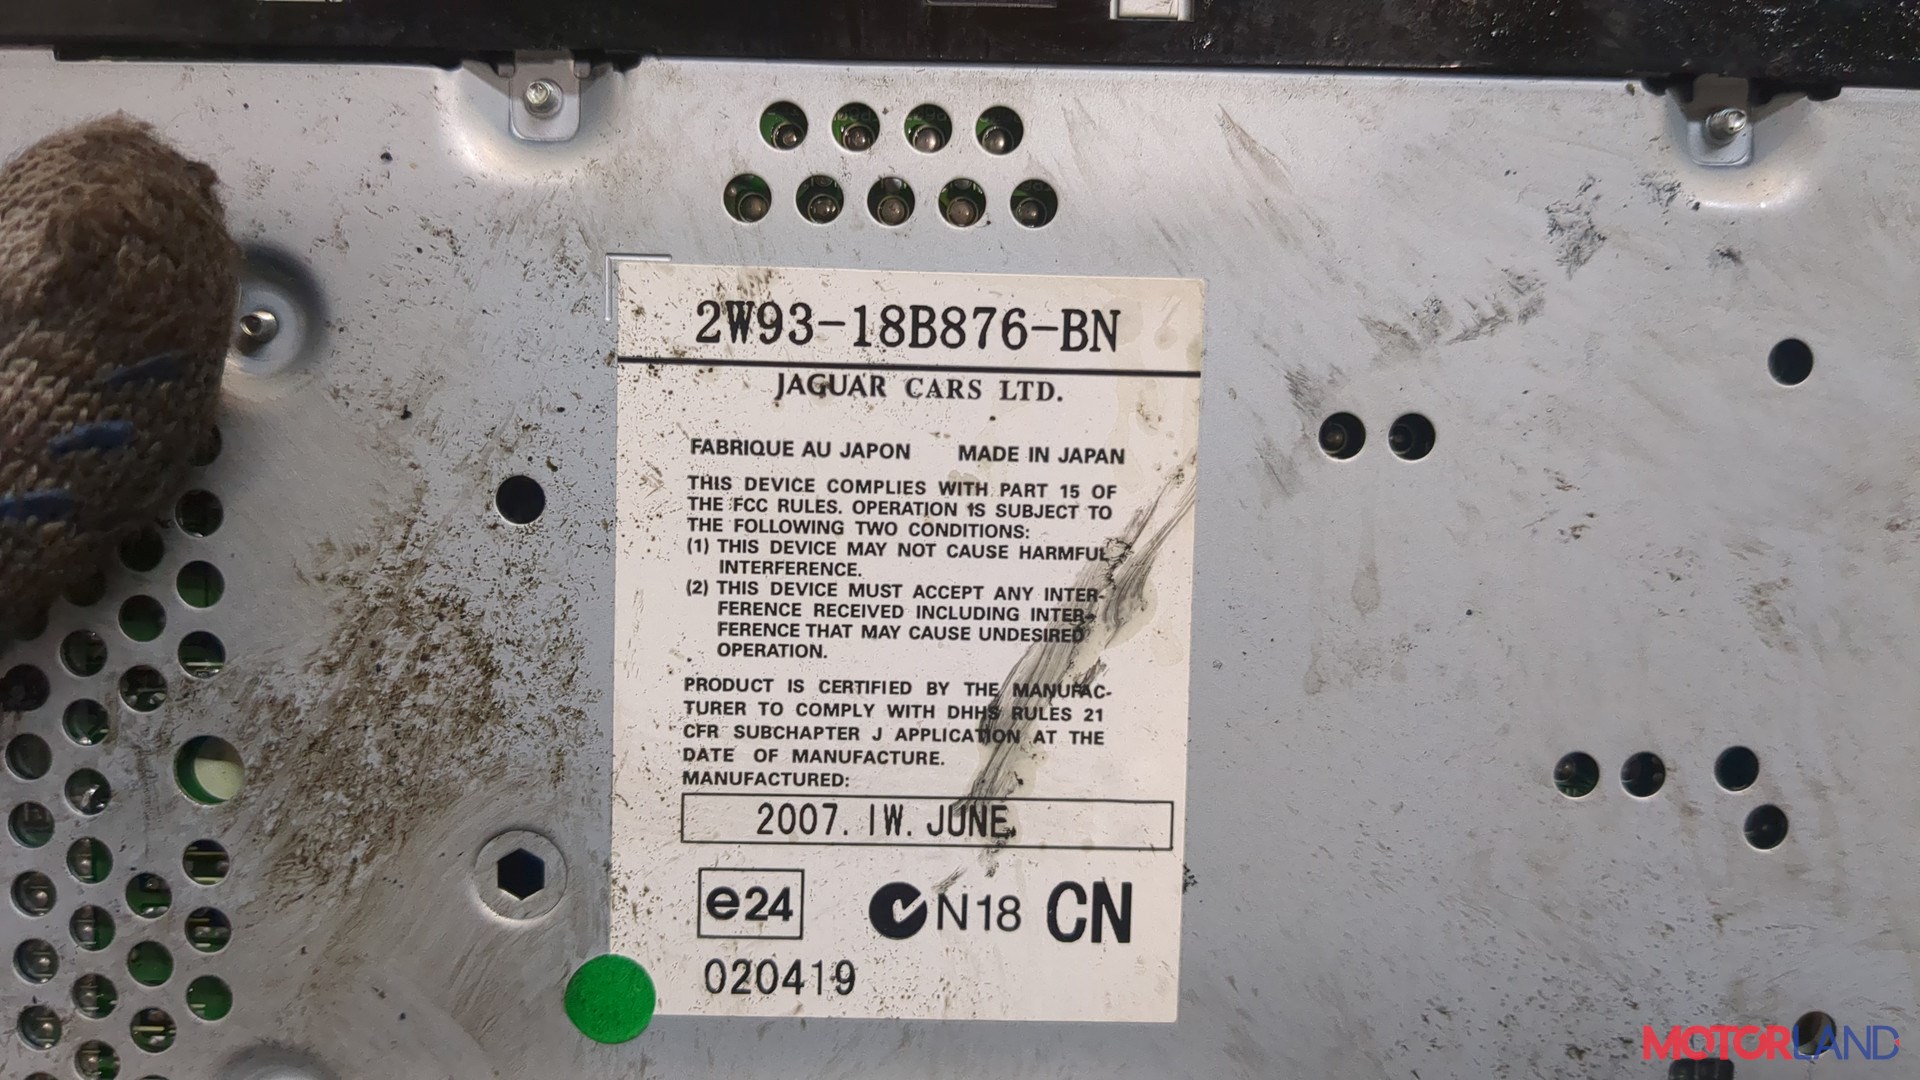 2W93-18B876-BN
JAGUAR CARS LTD.
FABRIQUE AU JAPON MADE IN JAPAN
THIS DEVICE COMPLIES WITH PART 15 OF
THE FCC RULES. OPERATION IS SUBJECT TO
THE FOLLOWING TWO CONDITIONS:
(1) THIS DEVICE MAY NOT CAUSE HARMFUL
INTERFERENCE.
(2) THIS DEVICE MUST ACCEPT ANY INTER-
FERENCE RECEIVED INCLUDING INTER-
FERENCE THAT MAY CAUSE UNDESIRED
OPERATION.
PRODUCT IS CERTIFIED BY THE MANUFAC-
TURER TO COMPLY WITH DHHS RULES 21
CFR SUBCHAPTER J APPLICATION AT THE
DATE OF MANUFACTURE.
MANUFACTURED:
2007. 1W. JUNE.
e24 N18 CN
020419
MOTORLAND